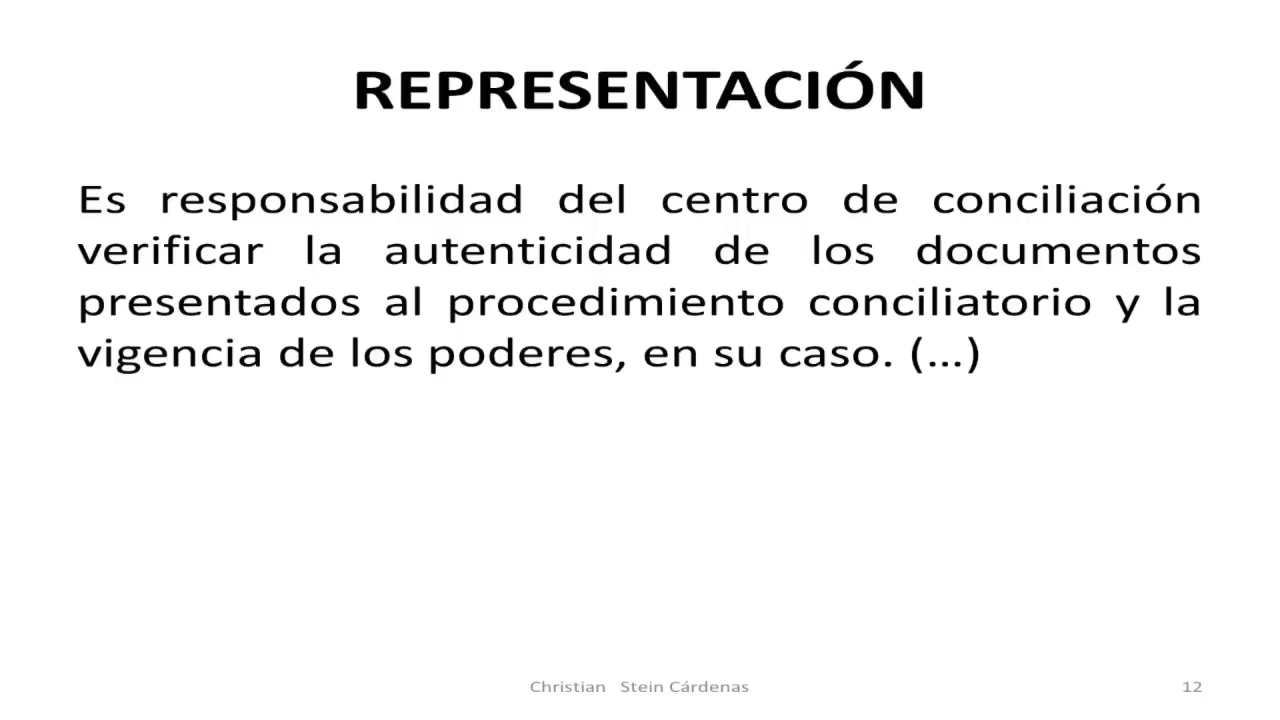 REPRESENTACIÓN
Es responsabilidad del centro de conciliación
verificar la autenticidad de los documentos
presentados al procedimiento conciliatorio y la
vigencia de los poderes, en su caso. (...)
Christian Stein Cárdenas
12